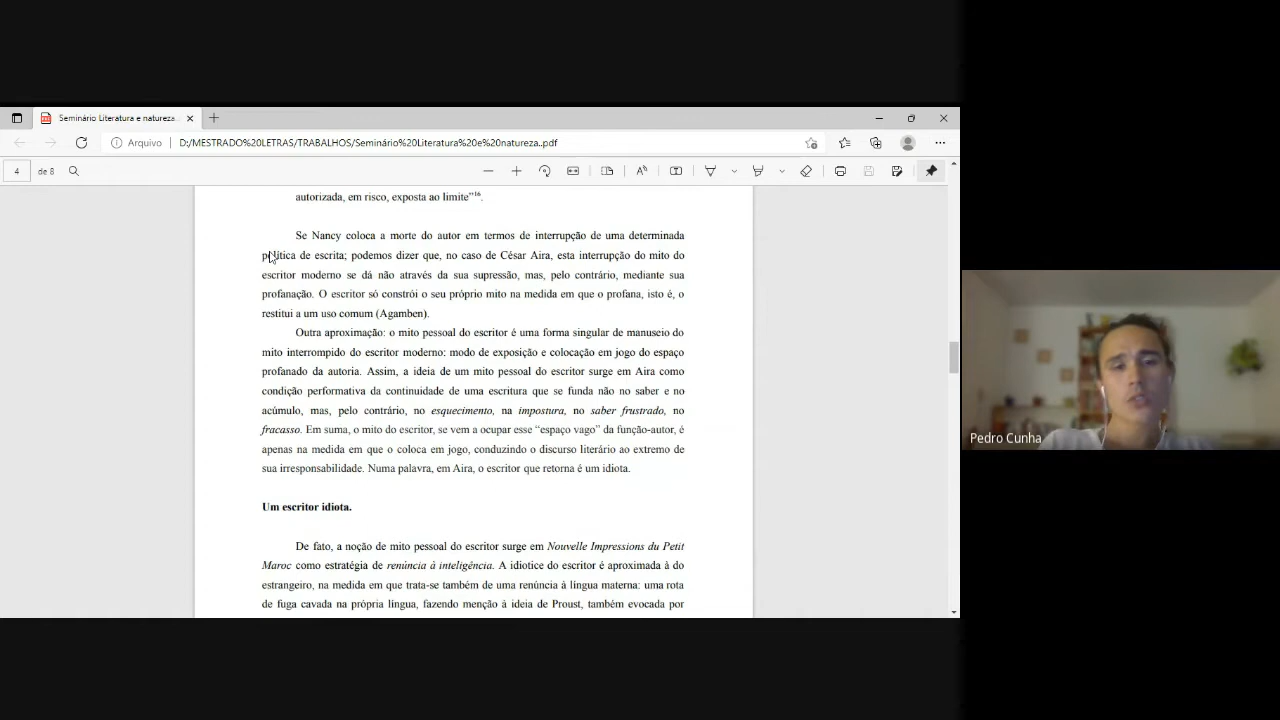 Seminário Literatura e natureza.
Arquivo
D:/MESTRADO%20LETRAS/TRABALHOS/Seminário%20Literatura%20e%20natureza..pdf
4 de 8
autorizada, em risco, exposta ao limite”¹⁶.
Se Nancy coloca a morte do autor em termos de interrupção de uma determinada
política de escrita; podemos dizer que, no caso de César Aira, esta interrupção do mito do
escritor moderno se dá não através da sua supressão, mas, pelo contrário, mediante sua
profanação. O escritor só constrói o seu próprio mito na medida em que o profana, isto é, o
restitui a um uso comum (Agamben).
Outra aproximação: o mito pessoal do escritor é uma forma singular de manuseio do
mito interrompido do escritor moderno: modo de exposição e colocação em jogo do espaço
profanado da autoria. Assim, a ideia de um mito pessoal do escritor surge em Aira como
condição performativa da continuidade de uma escritura que se funda não no saber e no
acúmulo, mas, pelo contrário, no esquecimento, na impostura, no saber frustrado, no
fracasso. Em suma, o mito do escritor, se vem a ocupar esse “espaço vago” da função-autor, é
apenas na medida em que o coloca em jogo, conduzindo o discurso literário ao extremo de
sua irresponsabilidade. Numa palavra, em Aira, o escritor que retorna é um idiota.
Um escritor idiota.
De fato, a noção de mito pessoal do escritor surge em Nouvelle Impressions du Petit
Maroc como estratégia de renúncia à inteligência. A idiotice do escritor é aproximada à do
estrangeiro, na medida em que trata-se também de uma renúncia à língua materna: uma rota
de fuga cavada na própria língua, fazendo menção à ideia de Proust, também evocada por
Pedro Cunha